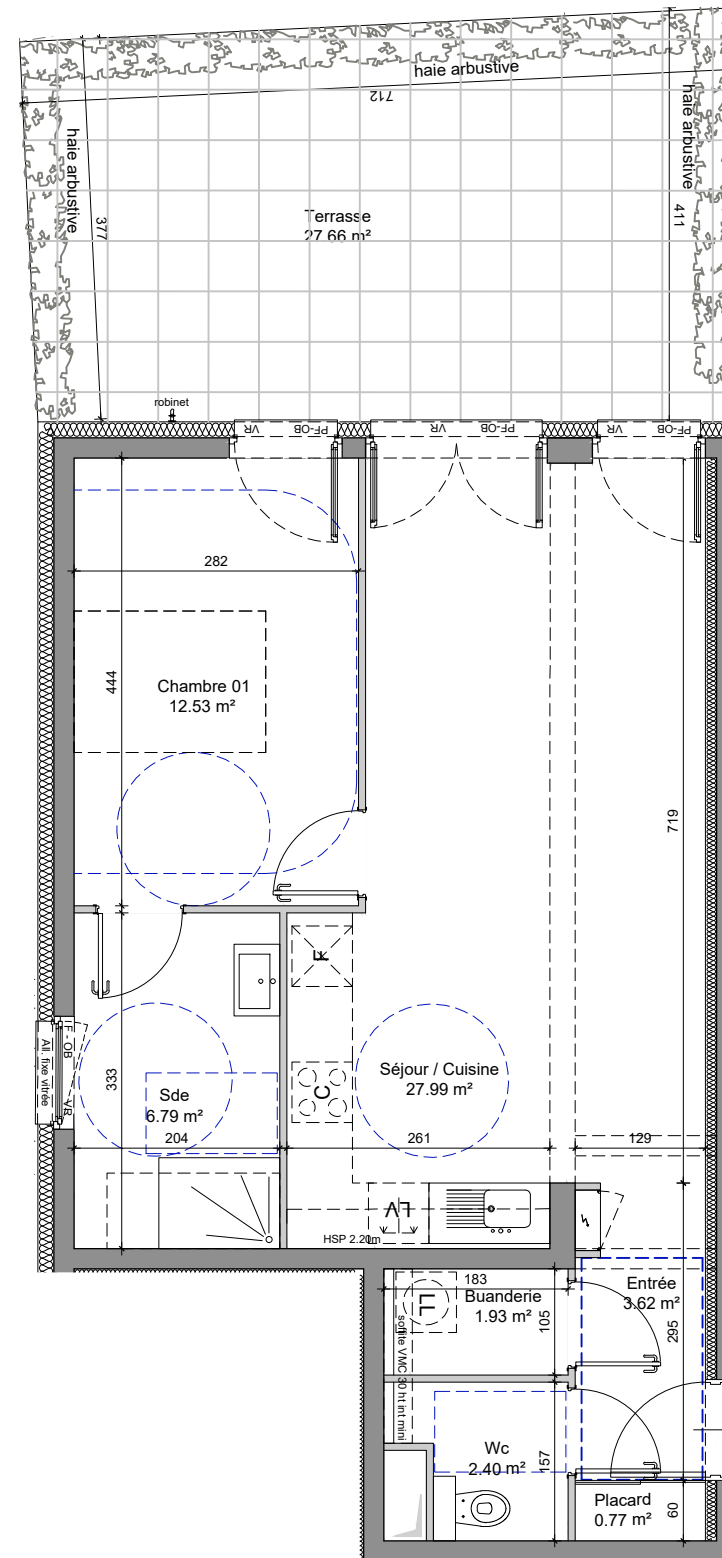 haie arbustive
712
haie arbustive
haie arbustive
377
411
Terrasse
27.66 m²
robinet
VR
PF-OB
VR
PF-OB
VR
PF-OB
282
444
Chambre 01
12.53 m²
719
F
C
Séjour / Cuisine
27.99 m²
F - OB
VR
All. fixe vitrée
333
Sde
6.79 m²
204
261
129
LV
HSP 2.20m
183
LL
Buanderie
1.93 m²
105
Entrée
3.62 m²
295
soffite VMC 30 ht int mini
Wc
2.40 m²
157
Placard
0.77 m²
60